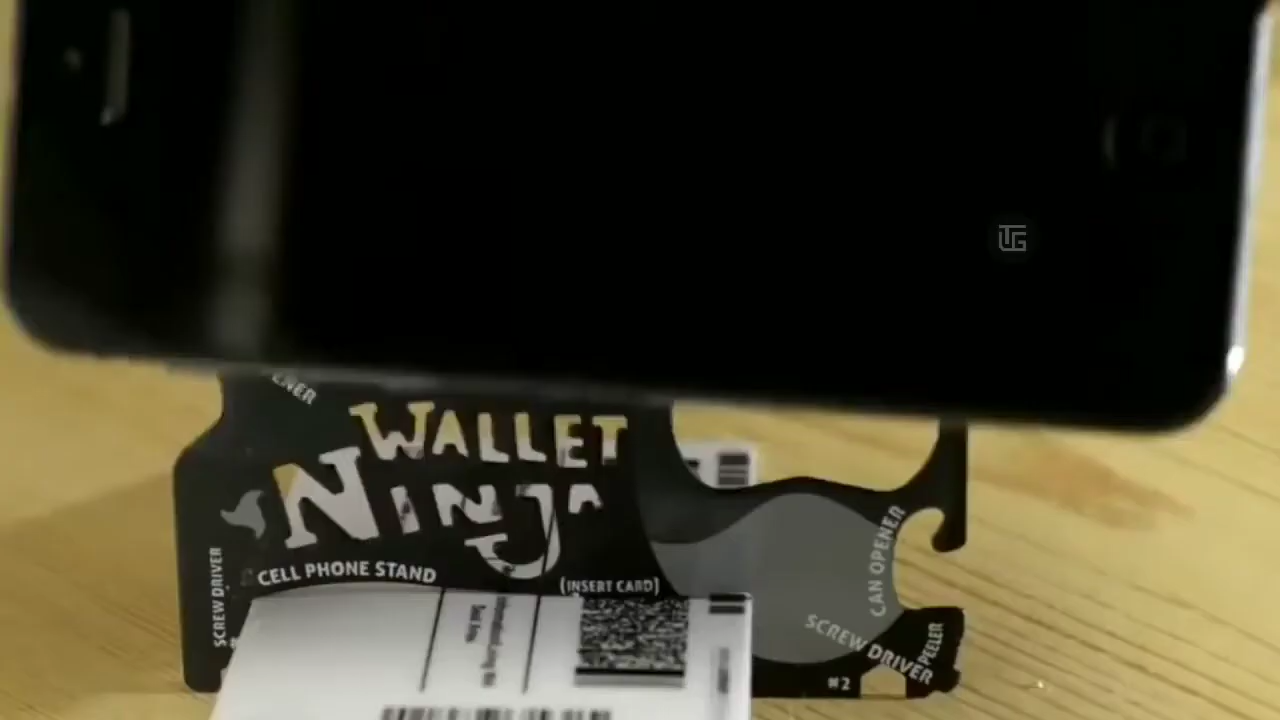 ENER
WALLET
NINJA
CELL PHONE STAND
(INSERT CARD)
SCREW DRIVER
CAN OPENER
SCREW DRIVER
PEELER
#2